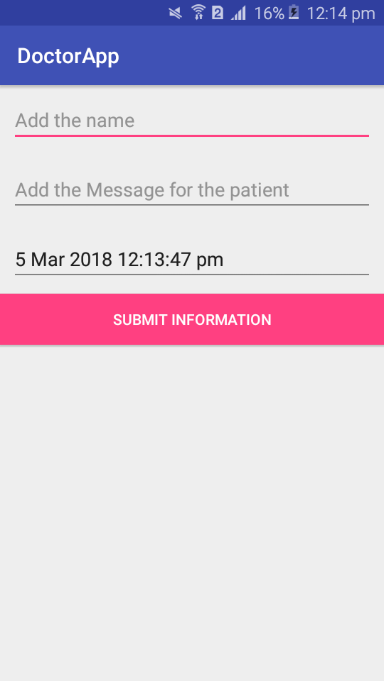 2 16% 12:14 pm
DoctorApp
Add the name
Add the Message for the patient
5 Mar 2018 12:13:47 pm
SUBMIT INFORMATION